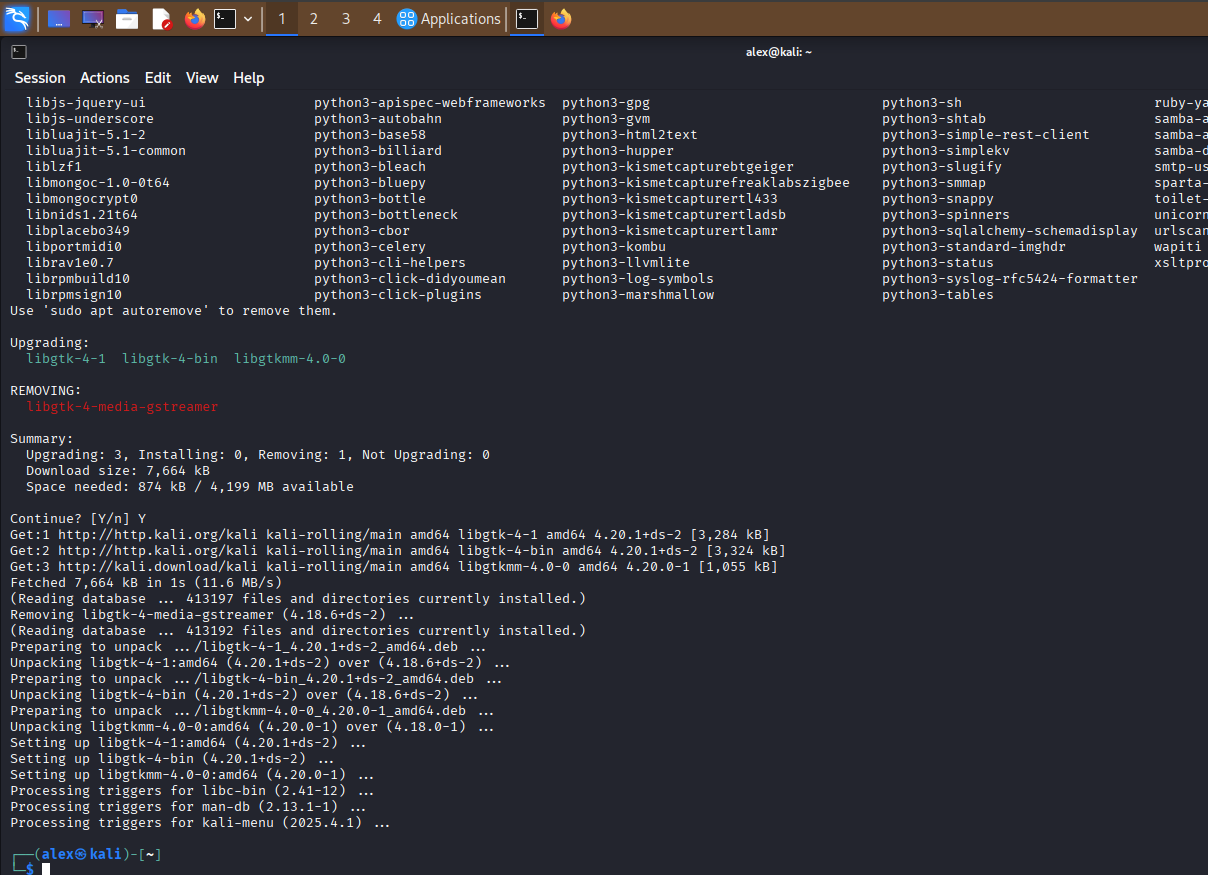 1 2 3 4 Applications
alex@kali: ~
Session Actions Edit View Help
libjs-jquery-ui python3-apispec-webframeworks python3-gpg python3-sh ruby-ya
libjs-underscore python3-autobahn python3-gvm python3-shtab samba-a
libluajit-5.1-2 python3-base58 python3-html2text python3-simple-rest-client samba-a
libluajit-5.1-common python3-billiard python3-hupper python3-simplekv samba-d
liblzf1 python3-bleach python3-kismetcapturebtgeiger python3-slugify smtp-us
libmongoc-1.0-0t64 python3-bluepy python3-kismetcapturefreaklabszigbee python3-smmap sparta-
libmongocrypt0 python3-bottle python3-kismetcapturertl433 python3-snappy toilet-
libnids1.21t64 python3-bottleneck python3-kismetcapturertladsb python3-spinners unicorn
libplacebo349 python3-cbor python3-kismetcapturertlamr python3-sqlalchemy-schemadisplay urlscan
libportmidi0 python3-celery python3-kombu python3-standard-imghdr wapiti
librav1e0.7 python3-cli-helpers python3-llvmlite python3-status xsltpro
librpmbuild10 python3-click-didyoumean python3-log-symbols python3-syslog-rfc5424-formatter
librpmsign10 python3-click-plugins python3-marshmallow python3-tables
Use 'sudo apt autoremove' to remove them.
Upgrading:
libgtk-4-1 libgtk-4-bin libgtkmm-4.0-0
REMOVING:
libgtk-4-media-gstreamer
Summary:
Upgrading: 3, Installing: 0, Removing: 1, Not Upgrading: 0
Download size: 7,664 kB
Space needed: 874 kB / 4,199 MB available
Continue? [Y/n] Y
Get:1 http://http.kali.org/kali kali-rolling/main amd64 libgtk-4-1 amd64 4.20.1+ds-2 [3,284 kB]
Get:2 http://http.kali.org/kali kali-rolling/main amd64 libgtk-4-bin amd64 4.20.1+ds-2 [3,324 kB]
Get:3 http://kali.download/kali kali-rolling/main amd64 libgtkmm-4.0-0 amd64 4.20.0-1 [1,055 kB]
Fetched 7,664 kB in 1s (11.6 MB/s)
(Reading database ... 413197 files and directories currently installed.)
Removing libgtk-4-media-gstreamer (4.18.6+ds-2) ...
(Reading database ... 413192 files and directories currently installed.)
Preparing to unpack .../libgtk-4-1_4.20.1+ds-2_amd64.deb ...
Unpacking libgtk-4-1:amd64 (4.20.1+ds-2) over (4.18.6+ds-2) ...
Preparing to unpack .../libgtk-4-bin_4.20.1+ds-2_amd64.deb ...
Unpacking libgtk-4-bin (4.20.1+ds-2) over (4.18.6+ds-2) ...
Preparing to unpack .../libgtkmm-4.0-0_4.20.0-1_amd64.deb ...
Unpacking libgtkmm-4.0-0:amd64 (4.20.0-1) over (4.18.0-1) ...
Setting up libgtk-4-1:amd64 (4.20.1+ds-2) ...
Setting up libgtk-4-bin (4.20.1+ds-2) ...
Setting up libgtkmm-4.0-0:amd64 (4.20.0-1) ...
Processing triggers for libc-bin (2.41-12) ...
Processing triggers for man-db (2.13.1-1) ...
Processing triggers for kali-menu (2025.4.1) ...
┌──(alex㉿kali)-[~]
└─$